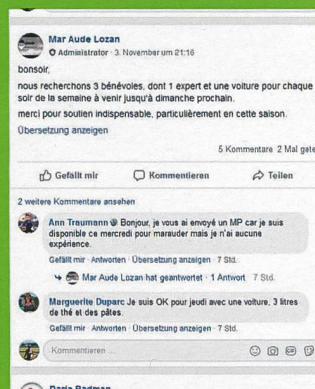 Mar Aude Lozan
Administrator · 3. November um 21:16
bonsoir,
nous recherchons 3 bénévoles, dont 1 expert et une voiture pour chaque
soir de la semaine à venir jusqu'à dimanche prochain.
merci pour soutien indispensable, particulièrement en cette saison.
Übersetzung anzeigen
5 Kommentare 2 Mal gete
Gefällt mir Kommentieren Teilen
2 weitere Kommentare ansehen
Ann Traumann Bonjour, je vous ai envoyé un MP car je suis
disponible ce mercredi pour marauder mais je n'ai aucune
expérience.
Gefällt mir · Antworten · Übersetzung anzeigen · 7 Std.
Mar Aude Lozan hat geantwortet · 1 Antwort 7 Std.
Marguerite Duparc Je suis OK pour jeudi avec une voiture, 3 litres
de thé et des pâtes.
Gefällt mir · Antworten · Übersetzung anzeigen · 7 Std.
Kommentieren ...
GIF